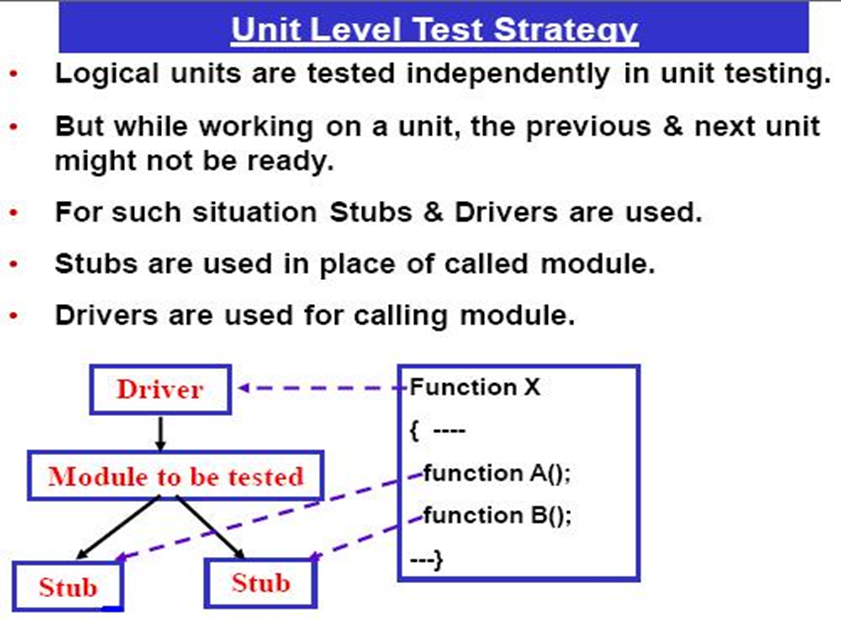 Unit Level Test Strategy
• Logical units are tested independently in unit testing.
• But while working on a unit, the previous & next unit
might not be ready.
• For such situation Stubs & Drivers are used.
• Stubs are used in place of called module.
• Drivers are used for calling module.
Driver
Module to be tested
Stub
Stub
Function X
{ ----
function A();
function B();
---}